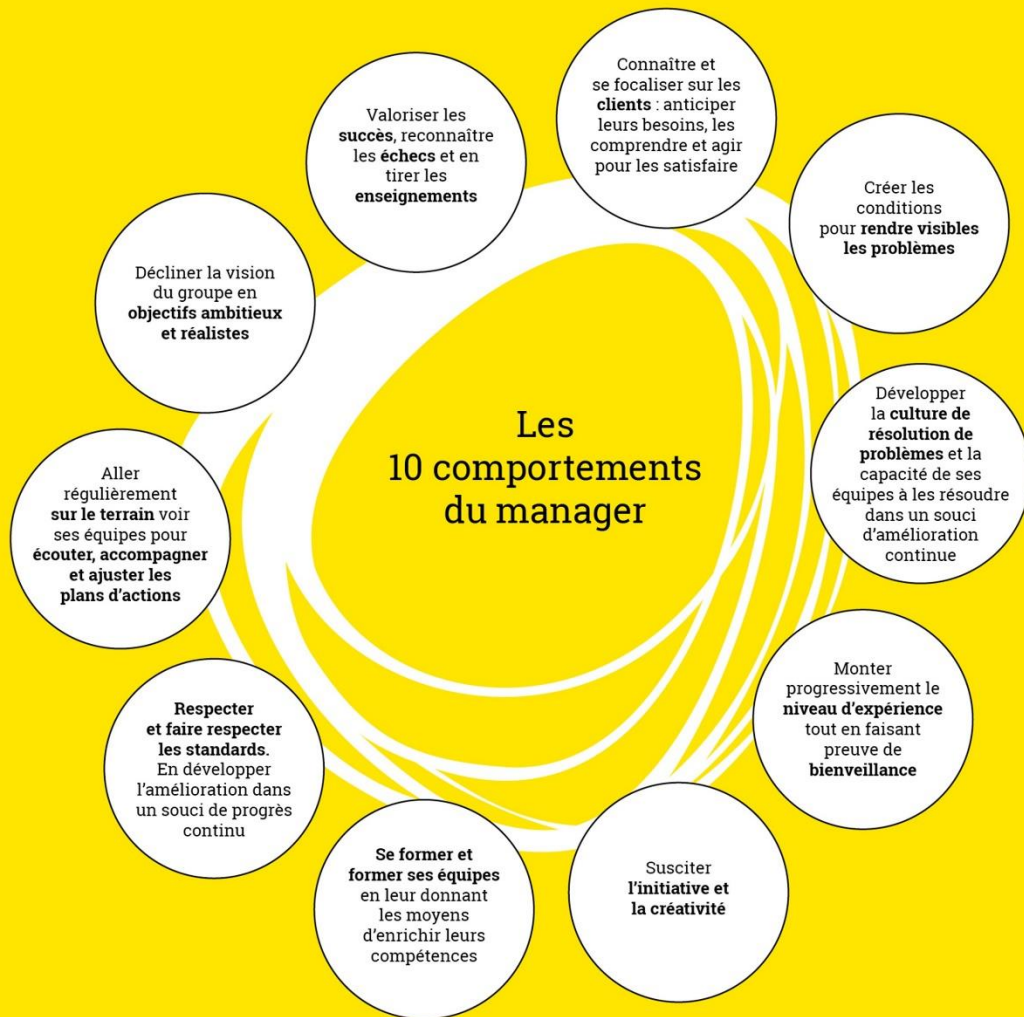 Les
10 comportements
du manager
Connaître et
se focaliser sur les
clients : anticiper
leurs besoins, les
comprendre et agir
pour les satisfaire
Créer les
conditions
pour rendre visibles
les problèmes
Développer
la culture de
résolution de
problèmes et la
capacité de ses
équipes à les résoudre
dans un souci
d'amélioration
continue
Monter
progressivement le
niveau d'expérience
tout en faisant
preuve de
bienveillance
Susciter
l'initiative et
la créativité
Se former et
former ses équipes
en leur donnant
les moyens
d'enrichir leurs
compétences
Respecter
et faire respecter
les standards.
En développer
l'amélioration dans
un souci de progrès
continu
Aller
régulièrement
sur le terrain voir
ses équipes pour
écouter, accompagner
et ajuster les
plans d'actions
Décliner la vision
du groupe en
objectifs ambitieux
et réalistes
Valoriser les
succès, reconnaître
les échecs et en
tirer les
enseignements